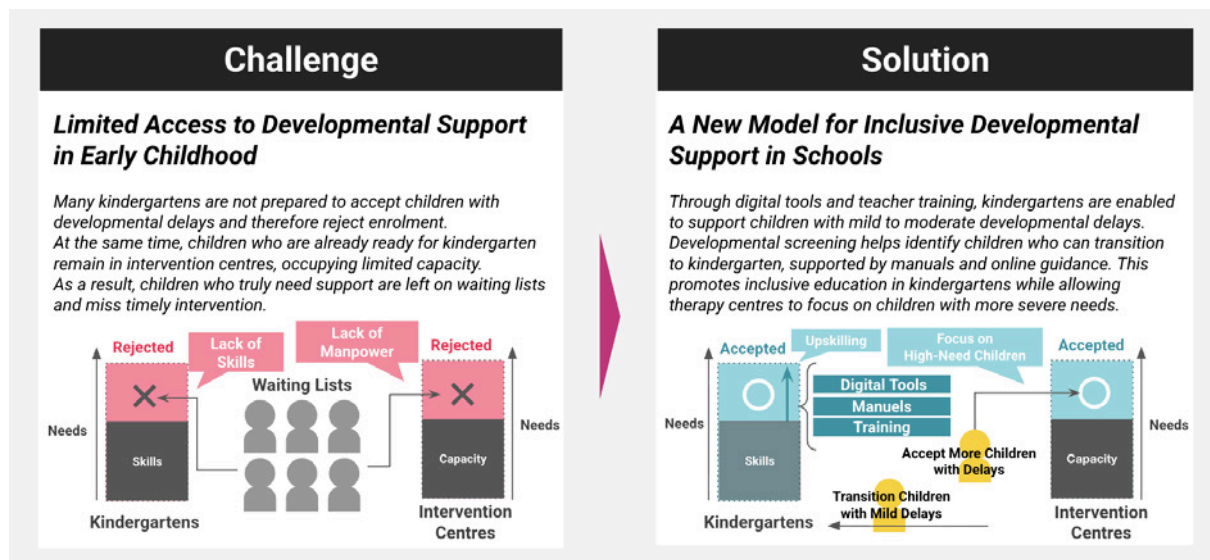 Challenge
Limited Access to Developmental Support
in Early Childhood
Many kindergartens are not prepared to accept children with
developmental delays and therefore reject enrolment.
At the same time, children who are already ready for kindergarten
remain in intervention centres, occupying limited capacity.
As a result, children who truly need support are left on waiting lists
and miss timely intervention.
Rejected
Lack of
Skills
Lack of
Manpower
Rejected
Waiting Lists
Needs
Needs
Skills
Capacity
Kindergartens
Intervention
Centres
Solution
A New Model for Inclusive Developmental
Support in Schools
Through digital tools and teacher training, kindergartens are enabled
to support children with mild to moderate developmental delays.
Developmental screening helps identify children who can transition
to kindergarten, supported by manuals and online guidance. This
promotes inclusive education in kindergartens while allowing
therapy centres to focus on children with more severe needs.
Accepted
Upskilling
Focus on
High-Need Children
Accepted
Digital Tools
Manuels
Training
Needs
Needs
Skills
Accept More Children
with Delays
Capacity
Transition Children
with Mild Delays
Kindergartens
Intervention
Centres